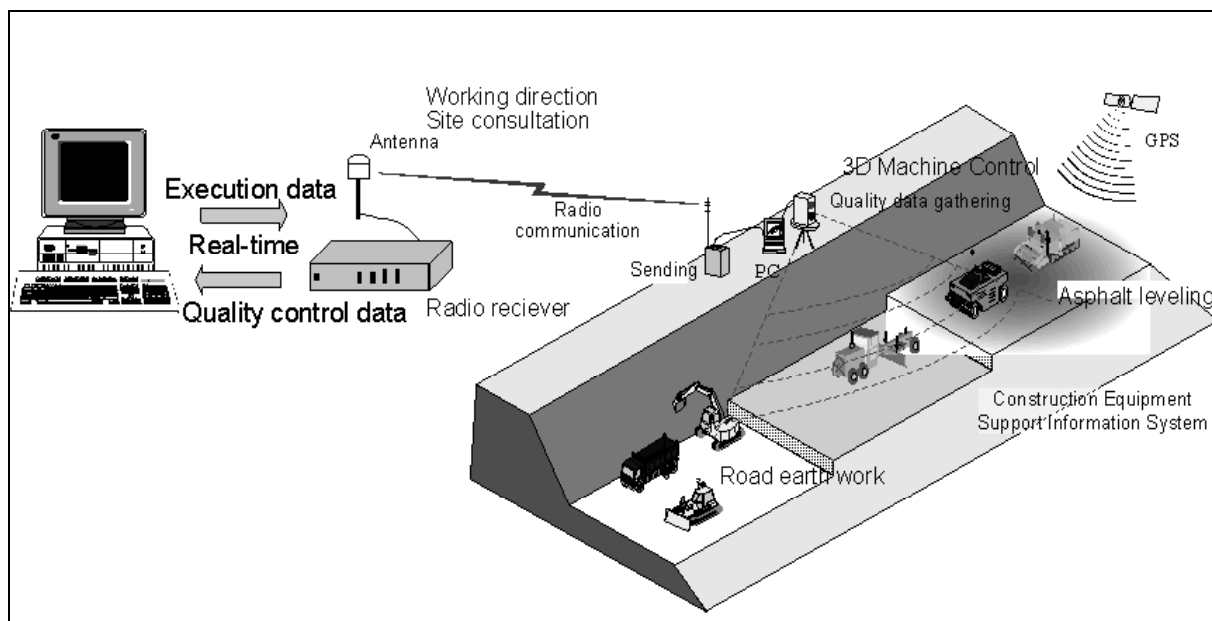 Working direction
Site consultation
Antenna
Execution data
Real-time
Quality control data
Radio reciever
Radio
communication
Sending
PC
3D Machine Control
Quality data gathering
GPS
Asphalt leveling
Construction Equipment
Support Information System
Road earth work